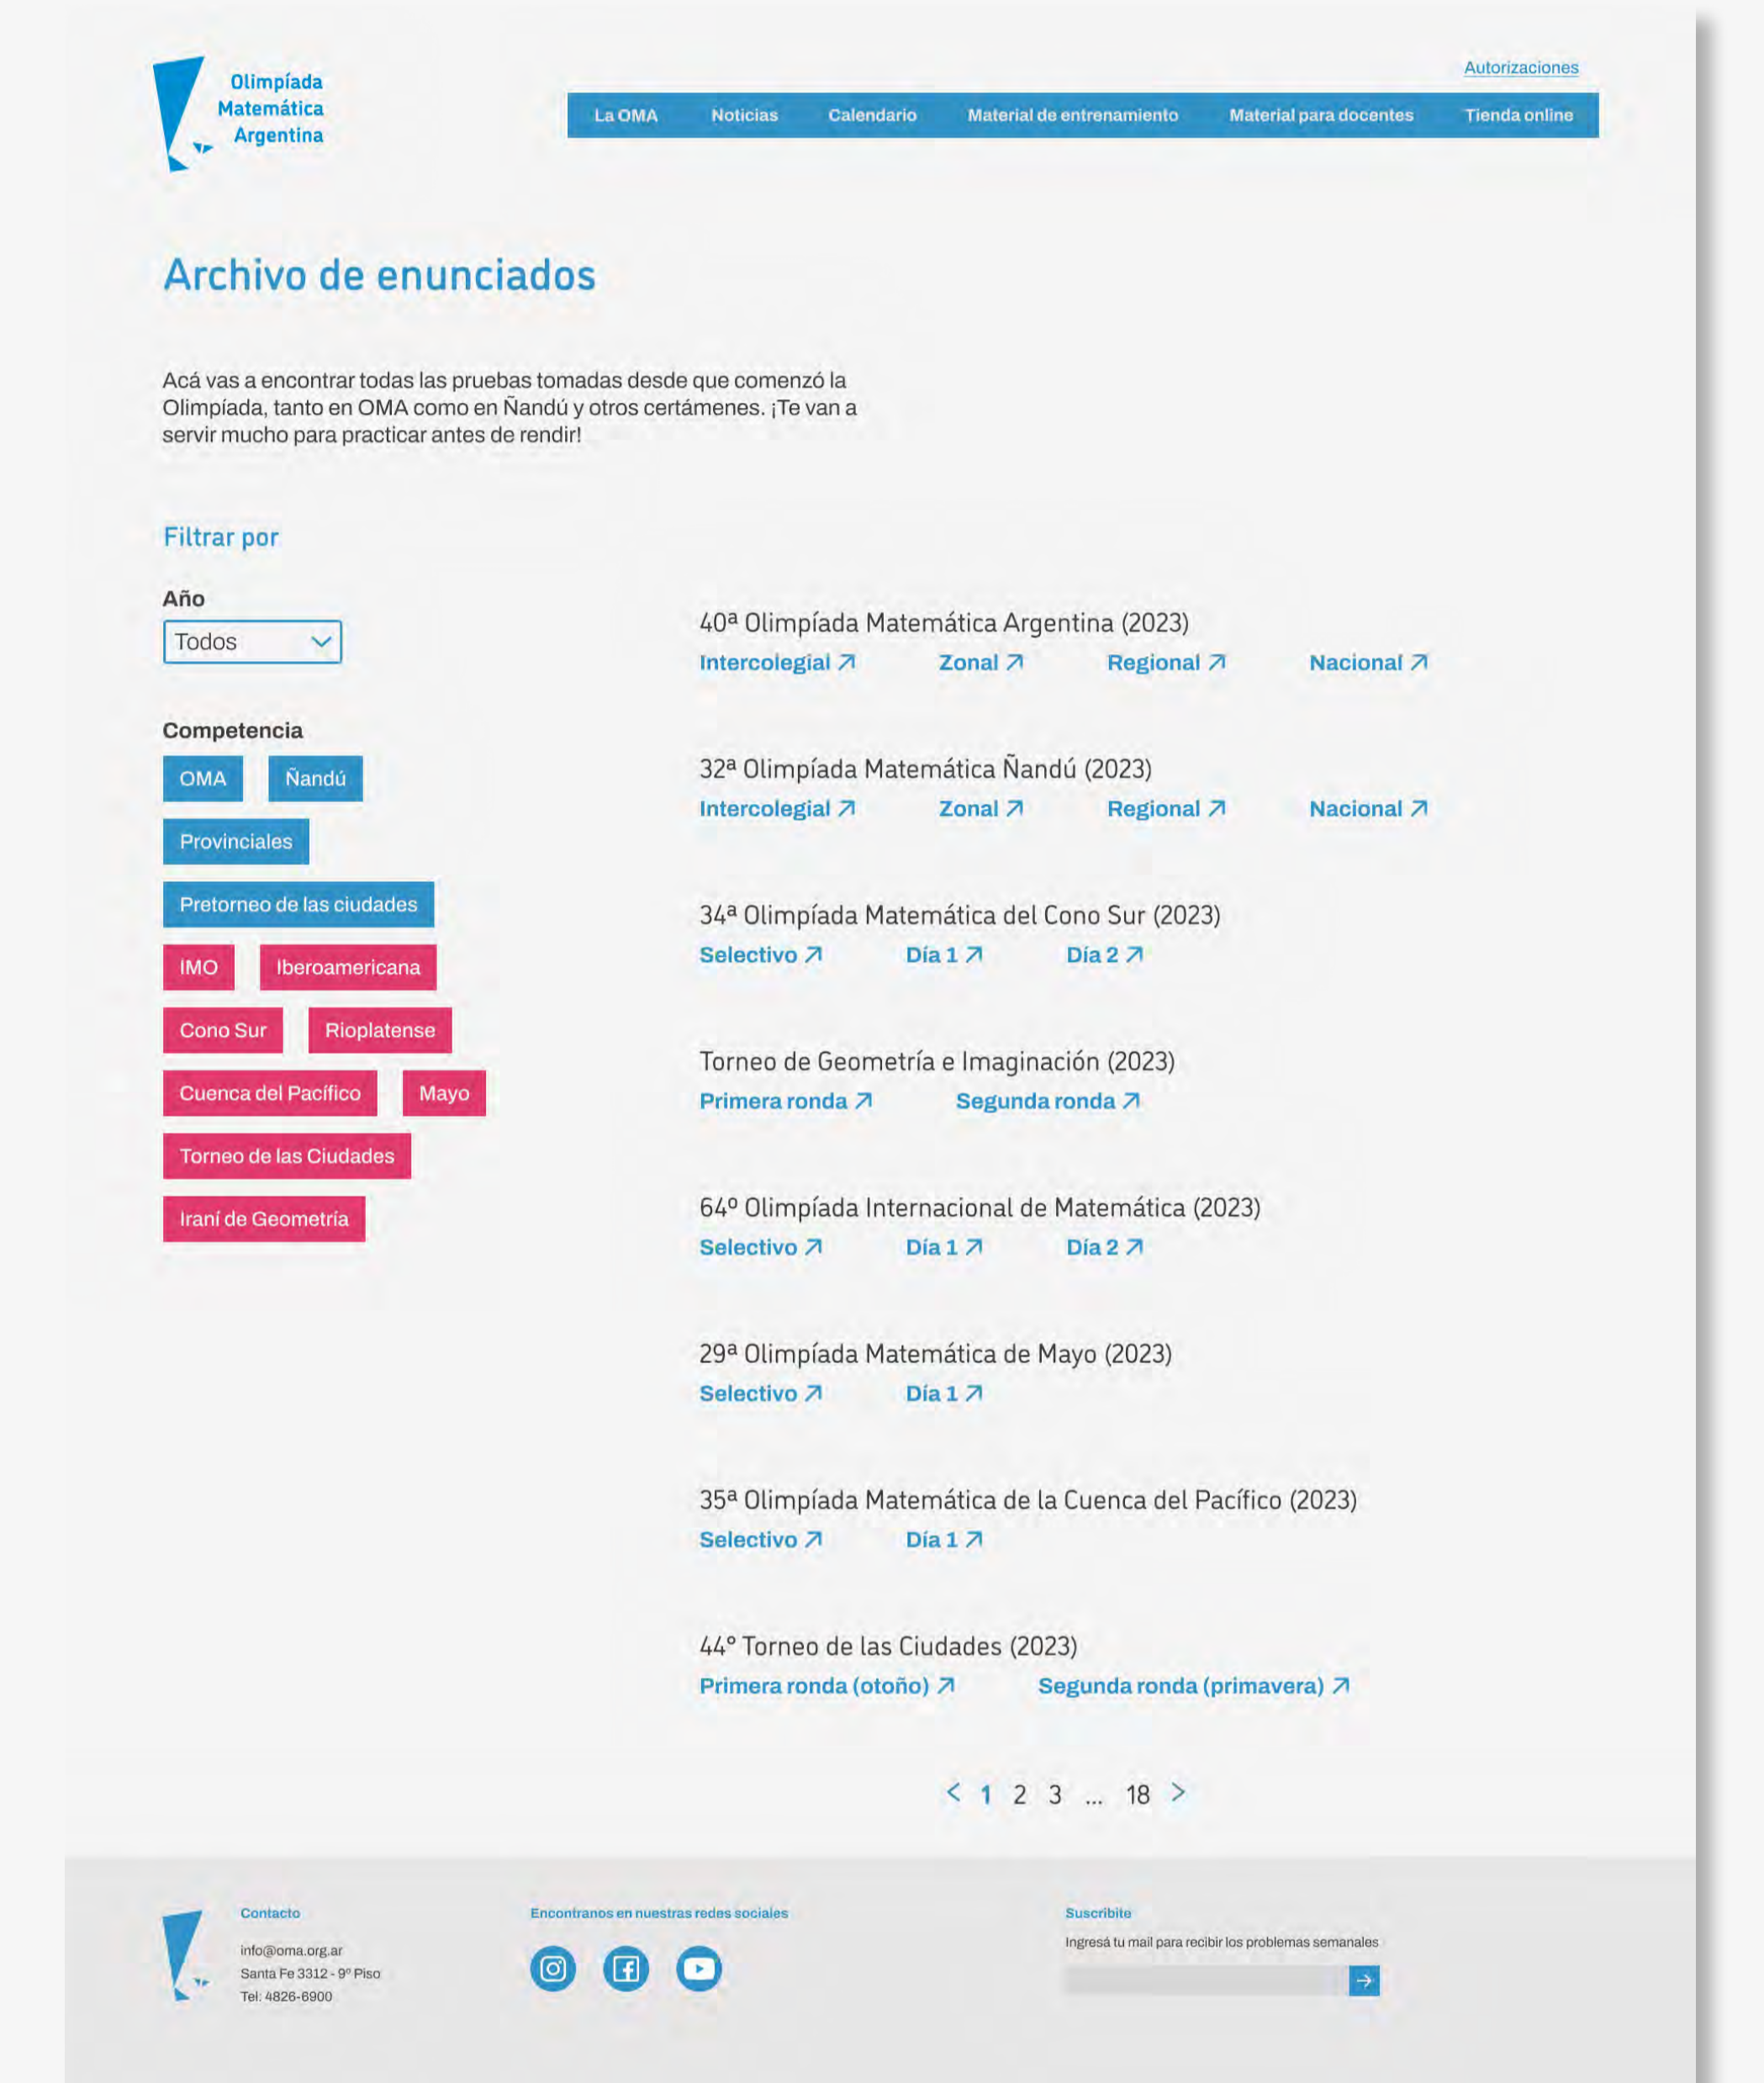 Olimpíada
Matemática
Argentina
Autorizaciones
La OMA Noticias Calendario Material de entrenamiento Material para docentes Tienda online
Archivo de enunciados
Acá vas a encontrar todas las pruebas tomadas desde que comenzó la
Olimpíada, tanto en OMA como en Ñandú y otros certámenes. ¡Te van a
servir mucho para practicar antes de rendir!
Filtrar por
Año
Todos
Competencia
OMA Ñandú
Provinciales
Pretorneo de las ciudades
IMO Iberoamericana
Cono Sur Rioplatense
Cuenca del Pacífico Mayo
Torneo de las Ciudades
Iraní de Geometría
40ª Olimpíada Matemática Argentina (2023)
Intercolegial Zonal Regional Nacional
32ª Olimpíada Matemática Ñandú (2023)
Intercolegial Zonal Regional Nacional
34ª Olimpíada Matemática del Cono Sur (2023)
Selectivo Día 1 Día 2
Torneo de Geometría e Imaginación (2023)
Primera ronda Segunda ronda
64º Olimpíada Internacional de Matemática (2023)
Selectivo Día 1 Día 2
29ª Olimpíada Matemática de Mayo (2023)
Selectivo Día 1
35ª Olimpíada Matemática de la Cuenca del Pacífico (2023)
Selectivo Día 1
44° Torneo de las Ciudades (2023)
Primera ronda (otoño) Segunda ronda (primavera)
< 1 2 3 ... 18 >
Contacto
info@oma.org.ar
Santa Fe 3312 - 9º Piso
Tel: 4826-6900
Encontranos en nuestras redes sociales
Suscribite
Ingresá tu mail para recibir los problemas semanales